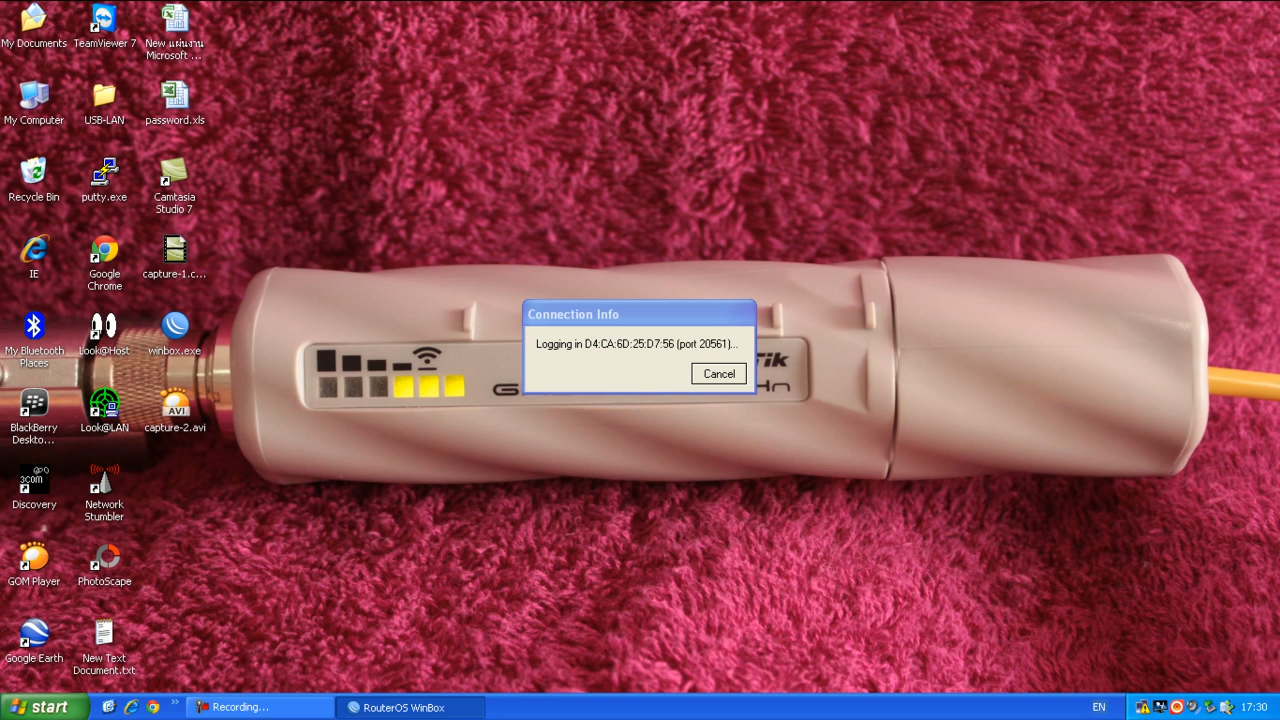 My Documents
TeamViewer 7
New แผ่นงาน
Microsoft ...
My Computer
USB-LAN
password.xls
Recycle Bin
putty.exe
Camtasia
Studio 7
IE
Google
Chrome
capture-1.c...
My Bluetooth
Places
Look@Host
winbox.exe
BlackBerry
Deskto...
Look@LAN
AVI
capture-2.avi
3COM
Discovery
Network
Stumbler
GOM Player
PhotoScape
Google Earth
New Text
Document.txt
Connection Info
Logging in D4:CA:6D:25:D7:56 (port 20561)...
Cancel
Tik
G
Hn
start
Recording...
RouterOS WinBox
EN
17:30